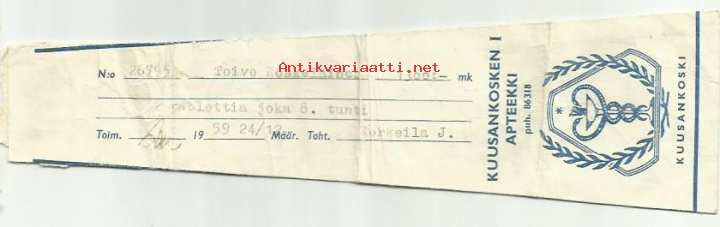 Antikvariaatti.net
N:o 26795 Toivo mk
tablettia joka 8. tunti
Toim. 19 59 24/12 Määr. Toht. Korkeila J.
KUUSANKOSKEN I
APTEEKKI
puh. 86318
KUUSANKOSKI